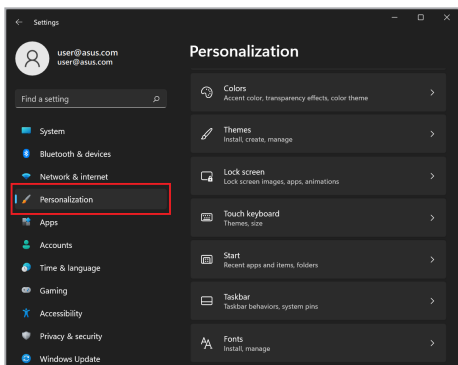 Settings
user@asus.com
user@asus.com
Find a setting
System
Bluetooth & devices
Network & internet
Personalization
Apps
Accounts
Time & language
Gaming
Accessibility
Privacy & security
Windows Update
Personalization
Colors
Accent color, transparency effects, color theme
Themes
Install, create, manage
Lock screen
Lock screen images, apps, animations
Touch keyboard
Themes, size
Start
Recent apps and items, folders
Taskbar
Taskbar behaviors, system pins
Fonts
Install, manage